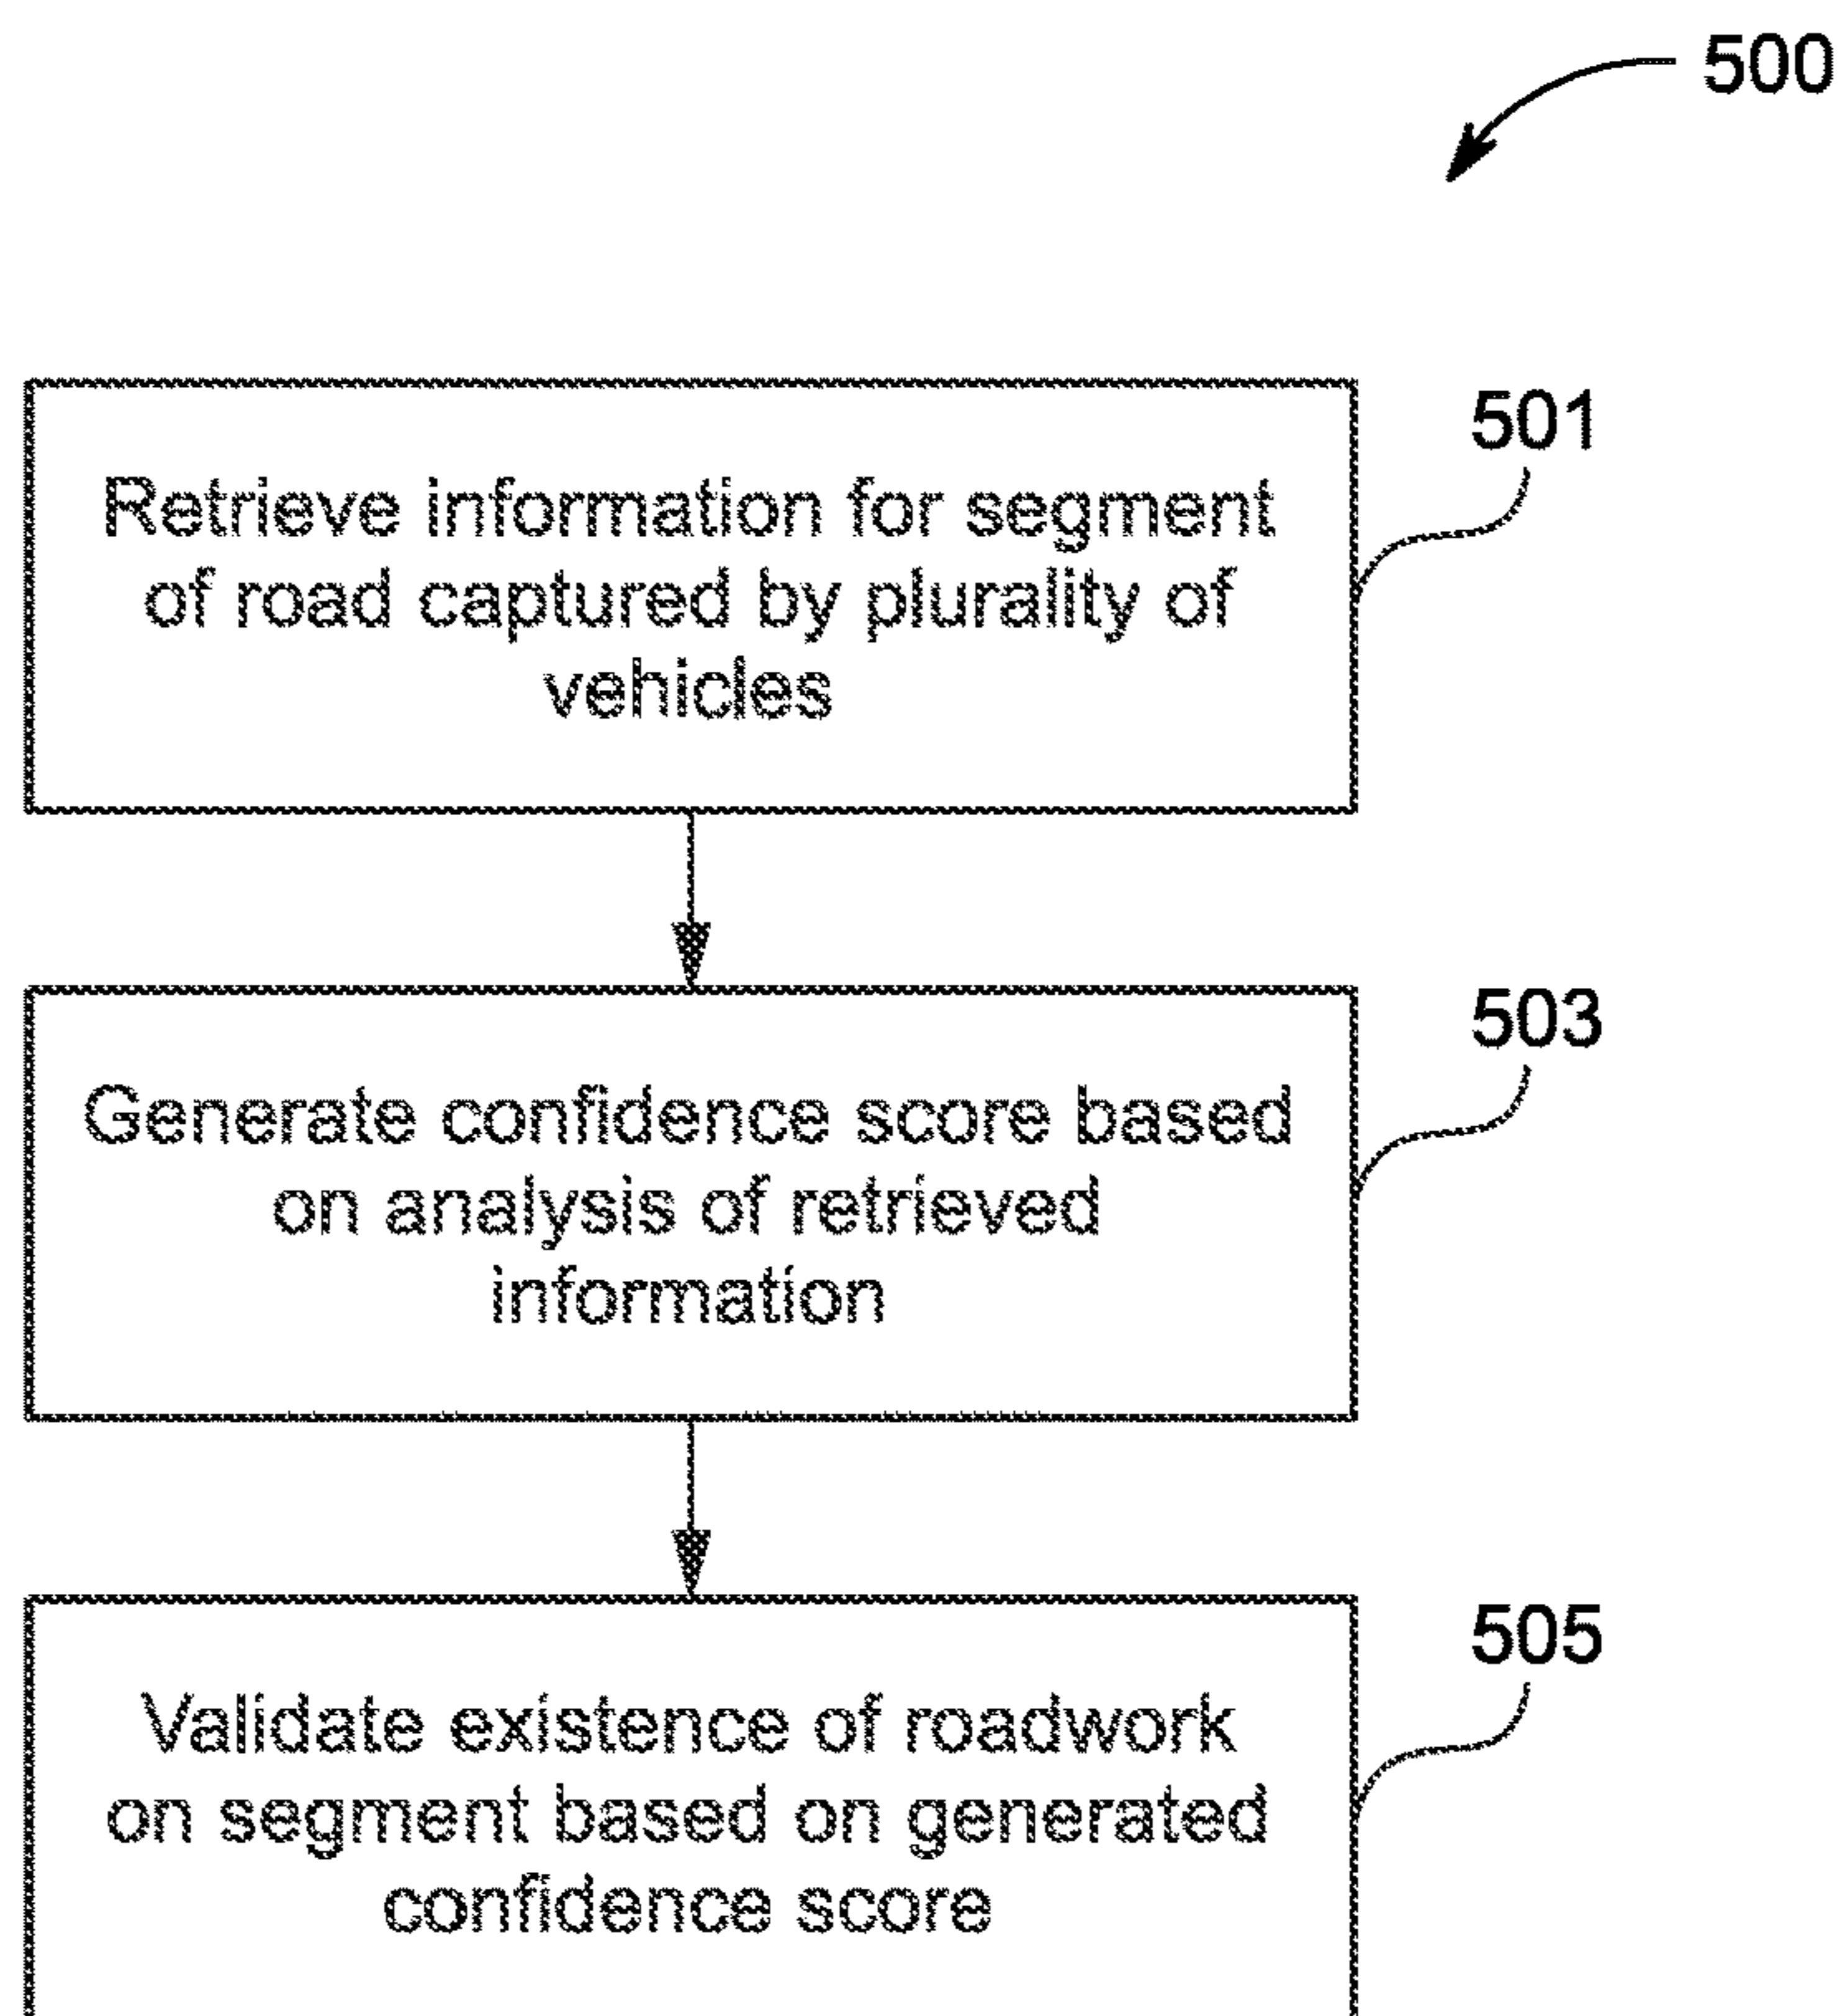 500
501
Retrieve information for segment
of road captured by plurality of
vehicles
503
Generate confidence score based
on analysis of retrieved
information
505
Validate existence of roadwork
on segment based on generated
confidence score